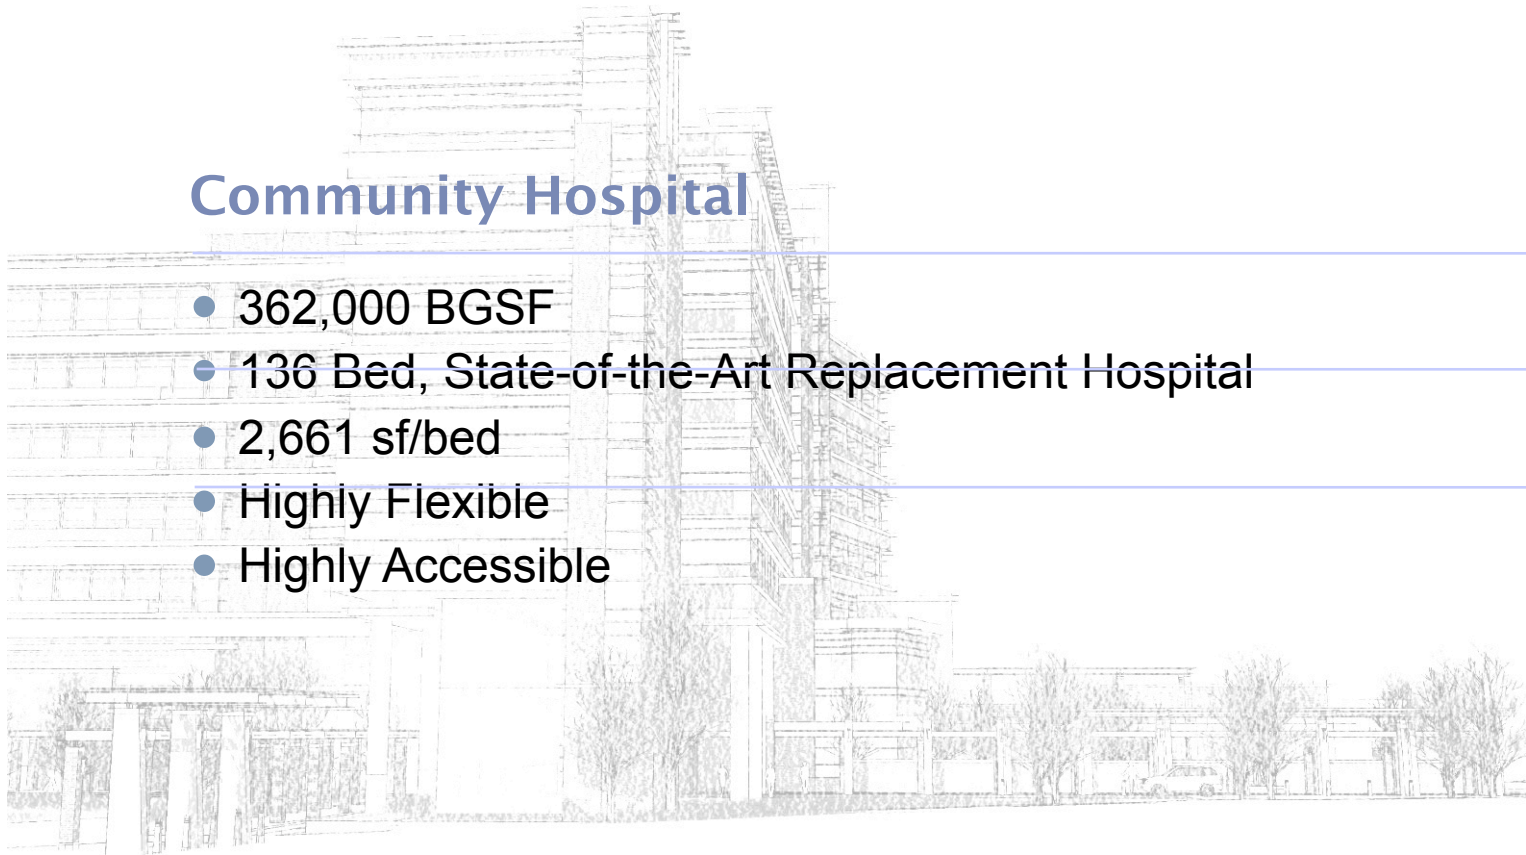 Community Hospital
362,000 BGSF
136 Bed, State-of-the-Art Replacement Hospital
2,661 sf/bed
Highly Flexible
Highly Accessible